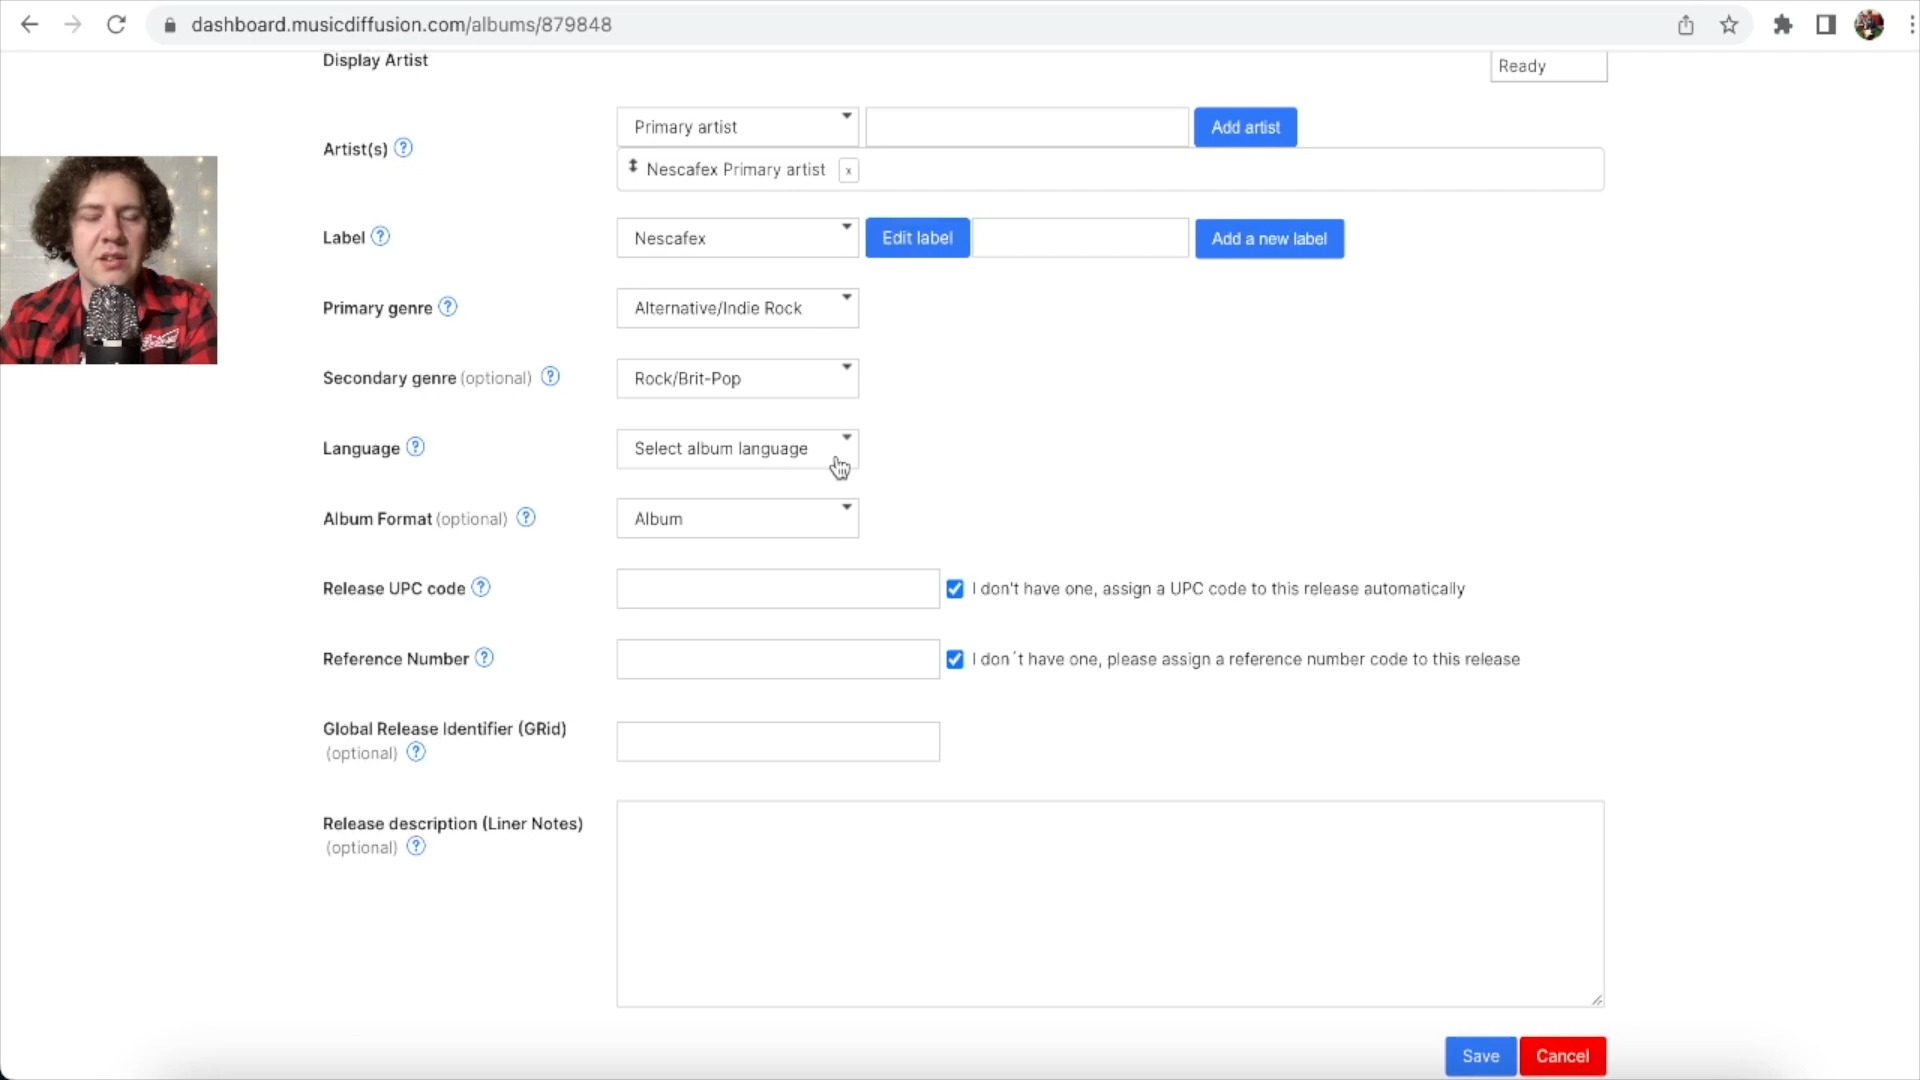 dashboard.musicdiffusion.com/albums/879848
Display Artist
Ready
Artist(s) ?
Primary artist
Add artist
Nescafex Primary artist x
Label ?
Nescafex
Edit label
Add a new label
Primary genre ?
Alternative/Indie Rock
Secondary genre (optional) ?
Rock/Brit-Pop
Language ?
Select album language
Album Format (optional) ?
Album
Release UPC code ?
I don't have one, assign a UPC code to this release automatically
Reference Number ?
I don´t have one, please assign a reference number code to this release
Global Release Identifier (GRid)
(optional) ?
Release description (Liner Notes)
(optional) ?
Save
Cancel